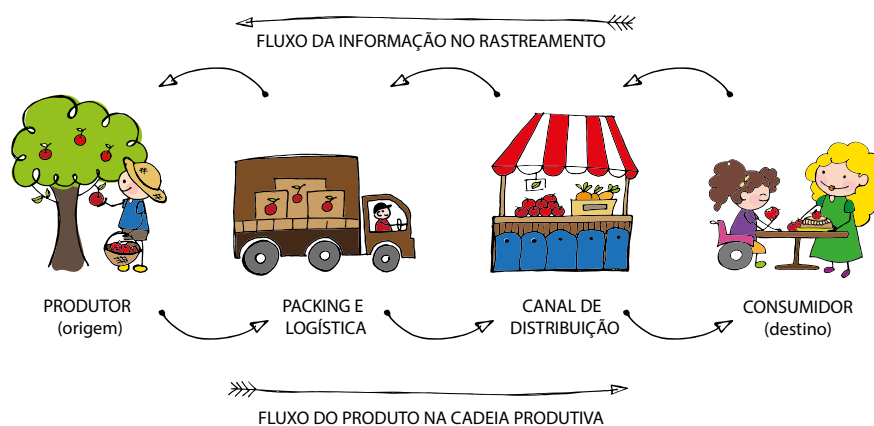 FLUXO DA INFORMAÇÃO NO RASTREAMENTO
PRODUTOR
(origem)
PACKING E
LOGÍSTICA
CANAL DE
DISTRIBUIÇÃO
CONSUMIDOR
(destino)
FLUXO DO PRODUTO NA CADEIA PRODUTIVA